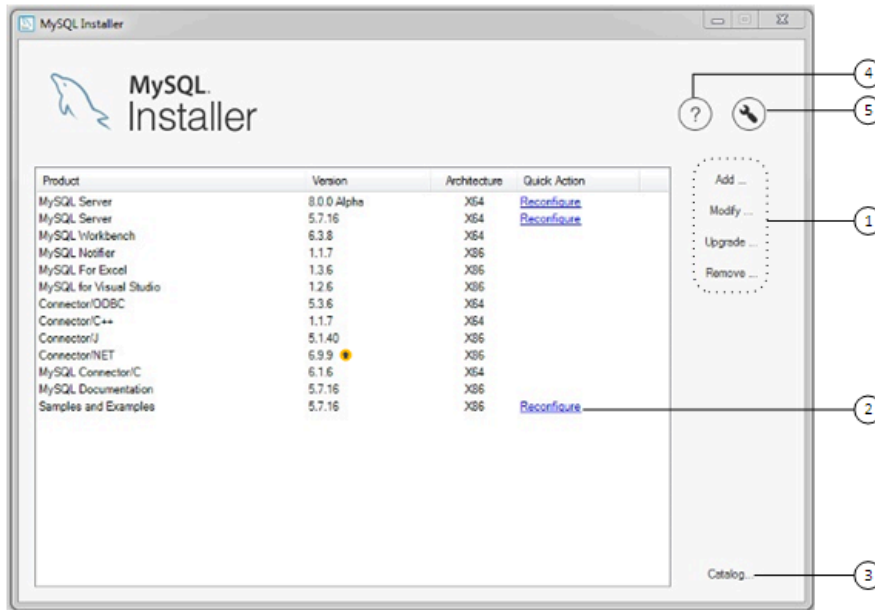 MySQL Installer
MySQL.
Installer
?
4
5
Product Version Architecture Quick Action
MySQL Server 8.0.0 Alpha X64 Reconfigure
MySQL Server 5.7.16 X64 Reconfigure
MySQL Workbench 6.3.8 X64
MySQL Notifier 1.1.7 X86
MySQL For Excel 1.3.6 X86
MySQL for Visual Studio 1.2.6 X86
Connector/ODBC 5.3.6 X64
Connector/C++ 1.1.7 X64
Connector/J 5.1.40 X86
Connector/NET 6.9.9 X86
MySQL Connector/C 6.1.6 X64
MySQL Documentation 5.7.16 X86
Samples and Examples 5.7.16 X86 Reconfigure
Add ...
Modify ...
Upgrade ...
Remove ...
1
2
Catalog...
3